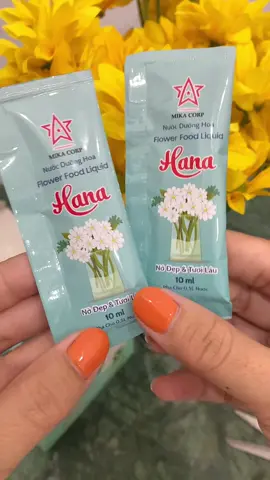 MIKA CORP
Nước Dưỡng Hoa
Flower Food Liquid
Hana
Nở Đẹp & Tươi Lâu
10 ml
MIKA CORP
Nước Dưỡng Hoa
Flower Food Liquid
Hana
Nở Đẹp & Tươi Lâu
10 ml